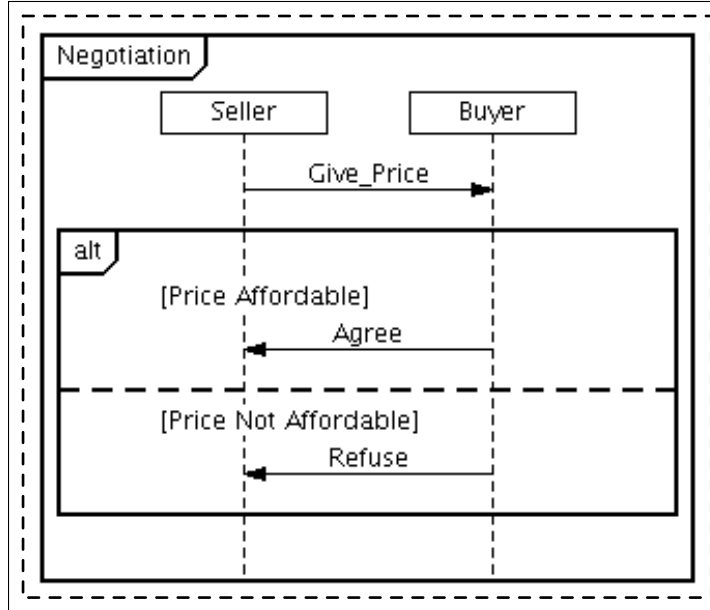 Negotiation
Seller
Buyer
Give_Price
alt
[Price Affordable]
Agree
[Price Not Affordable]
Refuse